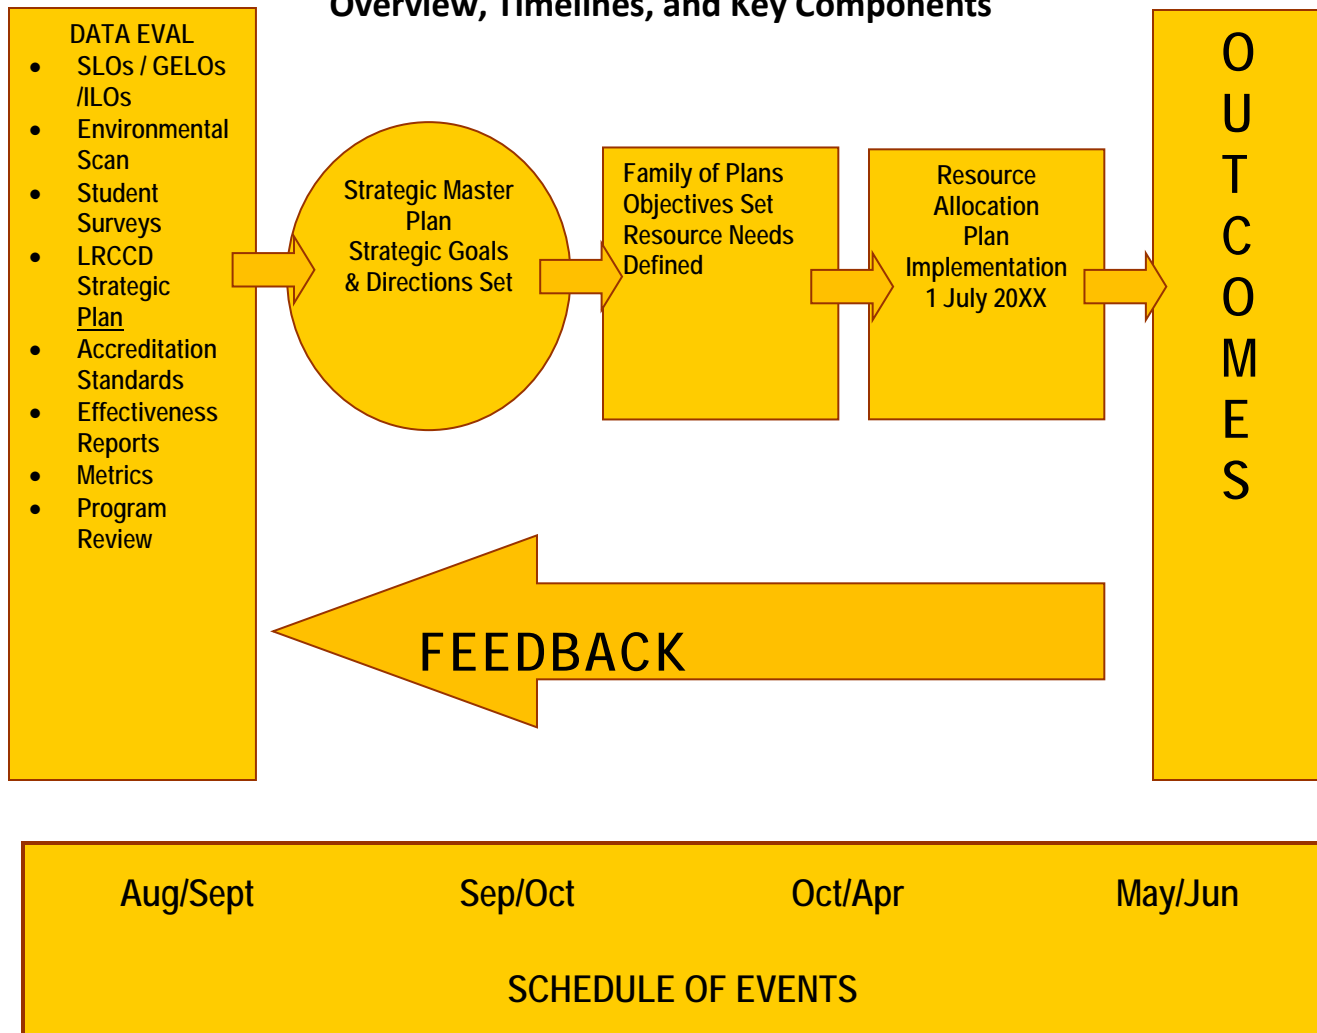 Overview, Timelines, and Key Components
DATA EVAL
• SLOs / GELOs
/ILOs
• Environmental
Scan
• Student
Surveys
• LRCCD
Strategic
Plan
• Accreditation
Standards
• Effectiveness
Reports
• Metrics
• Program
Review
Strategic Master
Plan
Strategic Goals
& Directions Set
Family of Plans
Objectives Set
Resource Needs
Defined
Resource
Allocation
Plan
Implementation
1 July 20XX
O
U
T
C
O
M
E
S
FEEDBACK
Aug/Sept Sep/Oct Oct/Apr May/Jun
SCHEDULE OF EVENTS